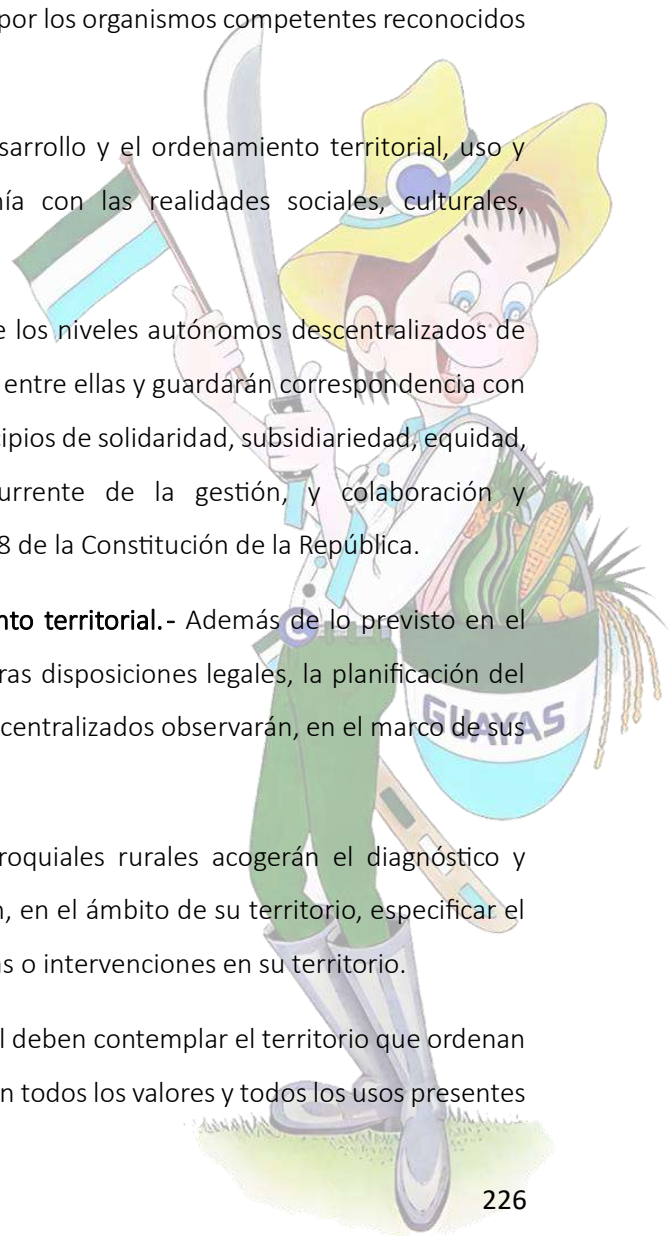 por los organismos competentes reconocidos
sarrollo y el ordenamiento territorial, uso y
nía con las realidades sociales, culturales,
e los niveles autónomos descentralizados de
entre ellas y guardarán correspondencia con
cipios de solidaridad, subsidiariedad, equidad,
urrente de la gestión, y colaboración y
8 de la Constitución de la República.
nto territorial.- Además de lo previsto en el
ras disposiciones legales, la planificación del
centralizados observarán, en el marco de sus
GUAYAS
roquiales rurales acogerán el diagnóstico y
n, en el ámbito de su territorio, especificar el
as o intervenciones en su territorio.
l deben contemplar el territorio que ordenan
n todos los valores y todos los usos presentes
226